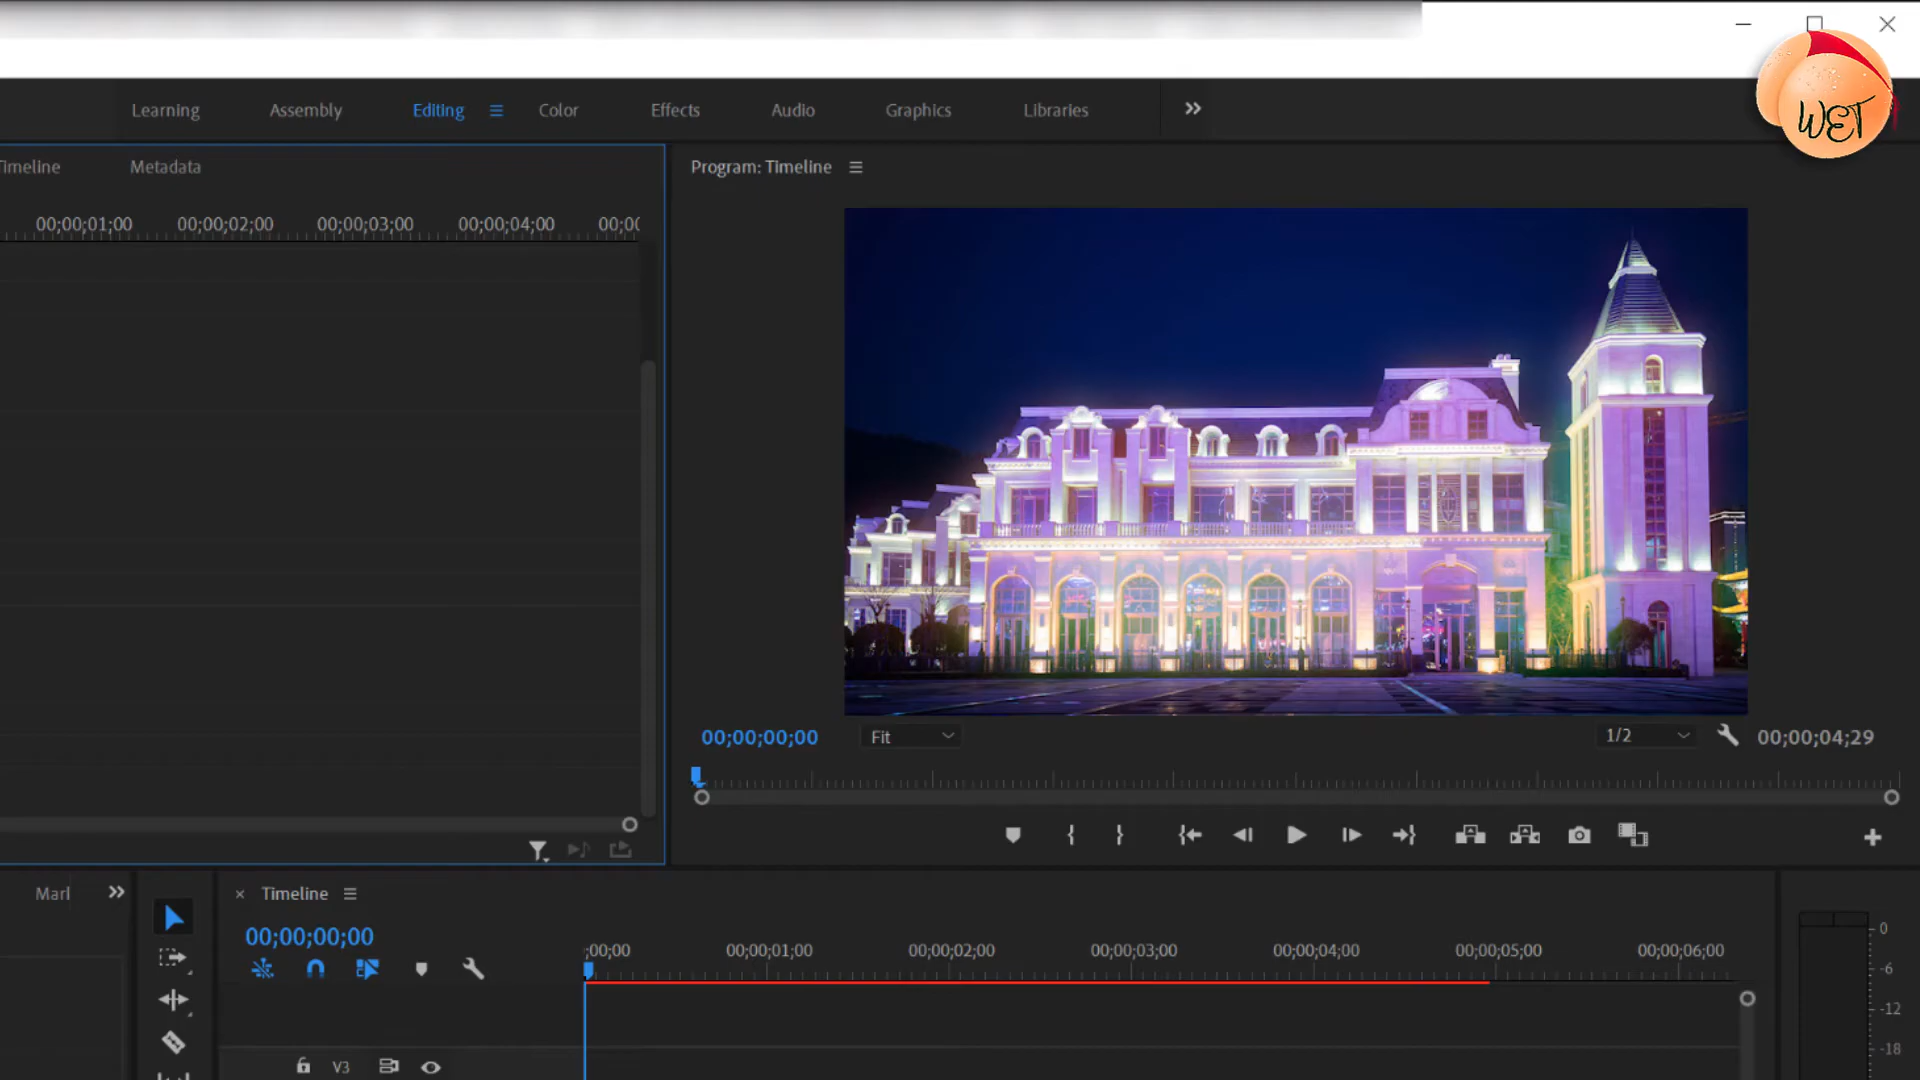 WET
Learning Assembly Editing Color Effects Audio Graphics Libraries
Timeline Metadata
Program: Timeline
00;00;01;00 00;00;02;00 00;00;03;00 00;00;04;00 00;00
00;00;00;00 Fit 1/2 00;00;04;29
Marl
Timeline
00;00;00;00
;00;00 00;00;01;00 00;00;02;00 00;00;03;00 00;00;04;00 00;00;05;00 00;00;06;00
V3
0
-6
-12
-18